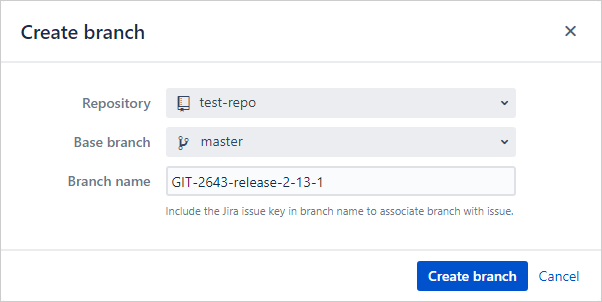 Create branch
Repository test-repo
Base branch master
Branch name GIT-2643-release-2-13-1
Include the Jira issue key in branch name to associate branch with issue.
Create branch Cancel